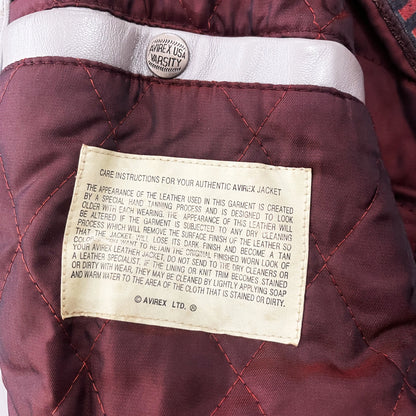 AVIREX USA
VARSITY
CARE INSTRUCTIONS FOR YOUR AUTHENTIC AVIREX JACKET
THE APPEARANCE OF THE LEATHER USED IN THIS GARMENT IS CREATED
BY A SPECIAL HAND TANNING PROCESS AND IS DESIGNED TO LOOK
OLDER WITH EACH WEARING. THE APPEARANCE OF THIS LEATHER WILL
BE ALTERED IF THE GARMENT IS SUBJECTED TO ANY DRY CLEANING
PROCESS WHICH WILL REMOVE THE SURFACE FINISH OF THE LEATHER SO
THAT THE JACKET WILL LOSE ITS DARK FINISH AND BECOME A TAN
WANT TO RETAIN THE ORIGINAL FINISHED WORN LOOK OF
YOUR AVIREX LEATHER JACKET, DO NOT SEND TO THE DRY CLEANERS OR
A LEATHER SPECIALIST. IF THE LINING OR KNIT TRIM BECOMES STAINED
OR DIRTY WITH WEAR, THEY MAY BE CLEANED BY LIGHTLY APPLYING SOAP
AND WARM WATER TO THE AREA OF THE CLOTH THAT IS STAINED OR DIRTY.
© AVIREX LTD. ®